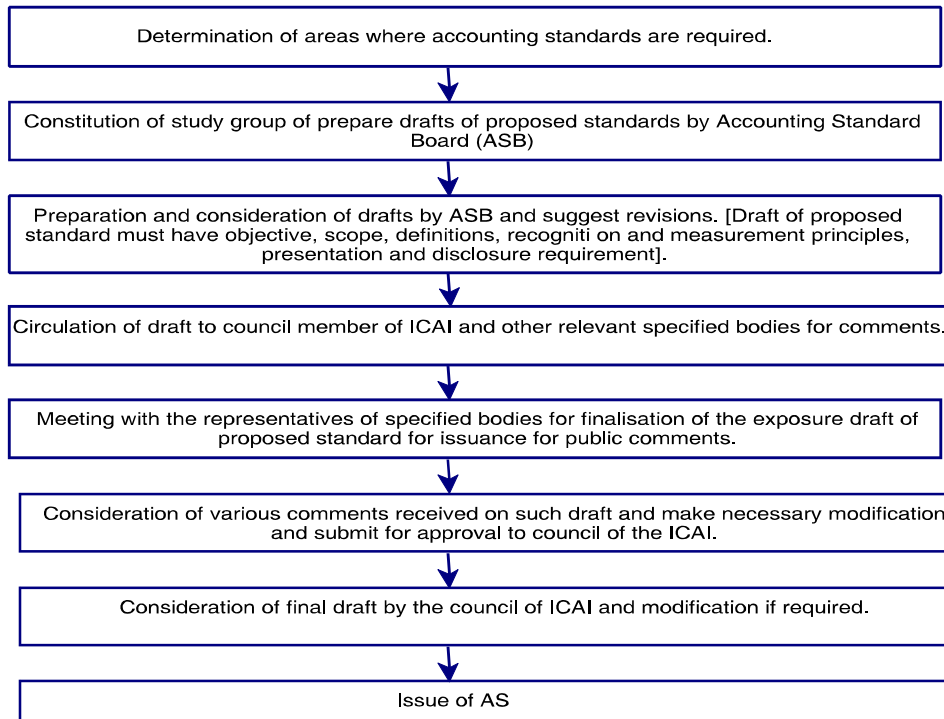 Determination of areas where accounting standards are required.
Constitution of study group of prepare drafts of proposed standards by Accounting Standard
Board (ASB)
Preparation and consideration of drafts by ASB and suggest revisions. [Draft of proposed
standard must have objective, scope, definitions, recogniti on and measurement principles,
presentation and disclosure requirement].
Circulation of draft to council member of ICAI and other relevant specified bodies for comments.
Meeting with the representatives of specified bodies for finalisation of the exposure draft of
proposed standard for issuance for public comments.
Consideration of various comments received on such draft and make necessary modification
and submit for approval to council of the ICAI.
Consideration of final draft by the council of ICAI and modification if required.
Issue of AS